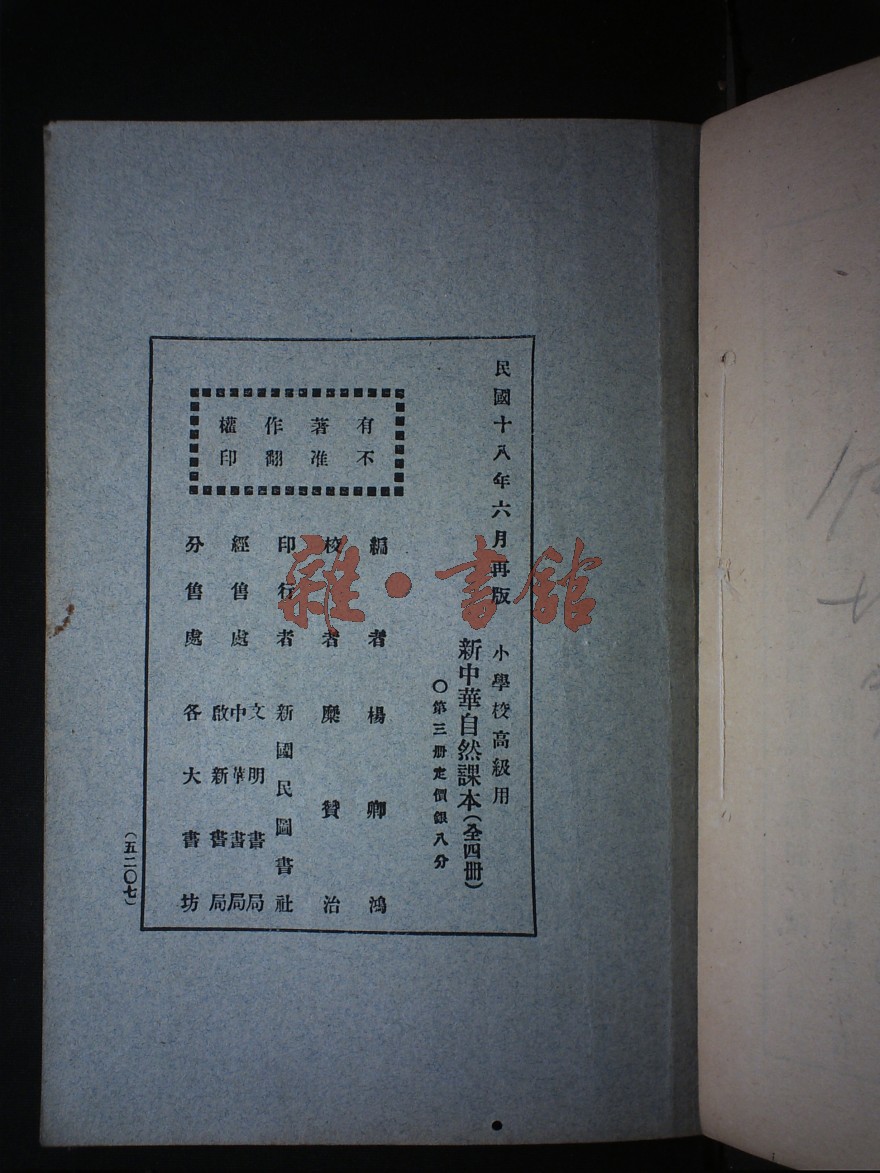 民國十八年六月再版
小學校高級用
新中華自然課本(全四冊)
〇第三冊定價銀八分
有著作權
不准翻印
編者 楊卿鴻
校者 糜贊治
印行者 新國民圖書社
經售處 文明書局
中華書局
啟新書局
分售處 各大書坊
(五二〇七)
雜·書館